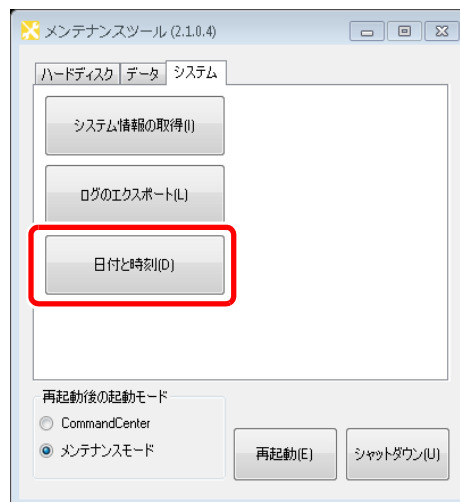 メンテナンスツール (2.1.0.4)
ハードディスク データ システム
システム情報の取得(I)
ログのエクスポート(L)
日付と時刻(D)
再起動後の起動モード
CommandCenter
メンテナンスモード
再起動(E) シャットダウン(U)